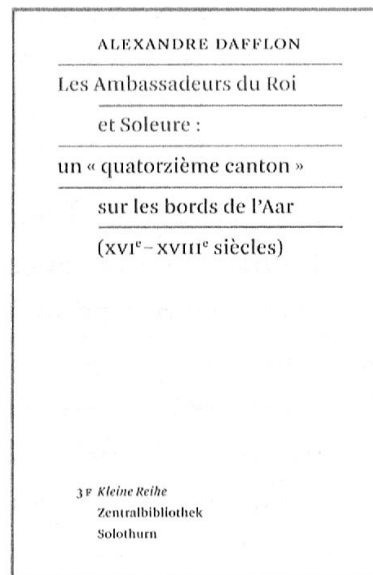 ALEXANDRE DAFFLON
Les Ambassadeurs du Roi
et Soleure :
un « quatorzième canton »
sur les bords de l'Aar
(XVIe – XVIIIe siècles)
3 F Kleine Reihe
Zentralbibliothek
Solothurn